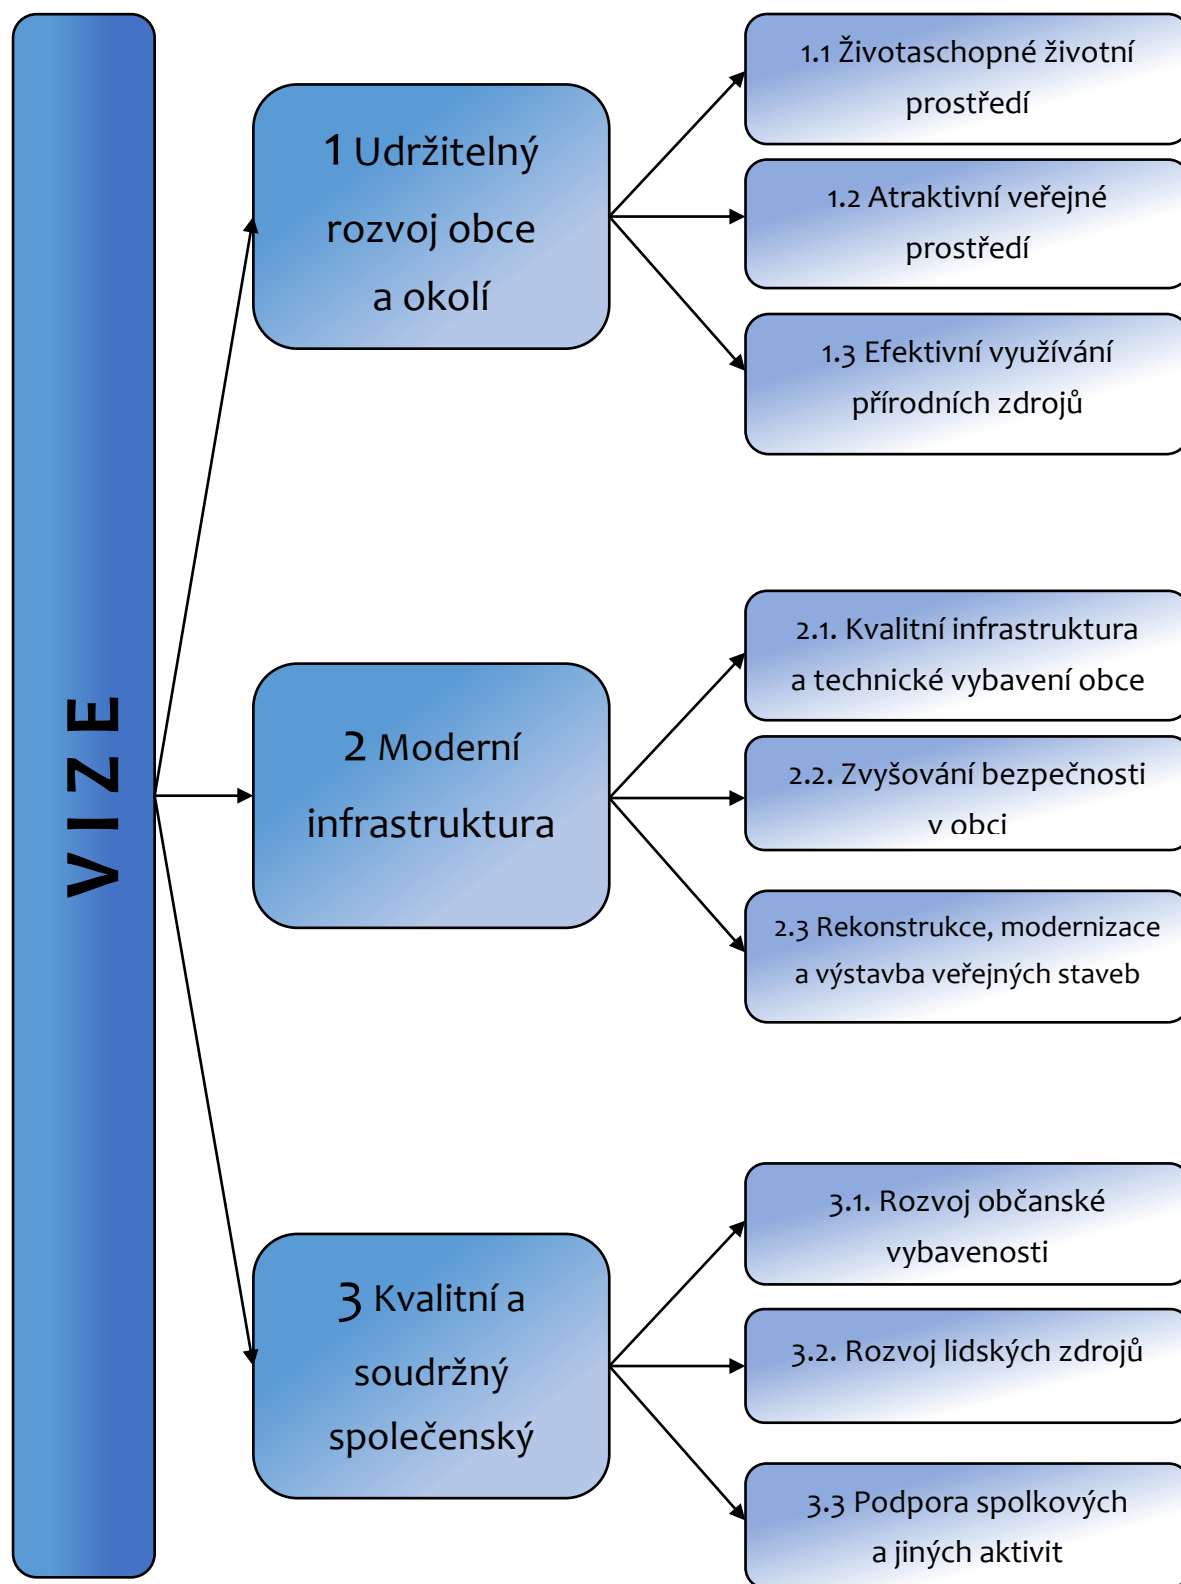 VIZE
1 Udržitelný
rozvoj obce
a okolí
1.1 Životaschopné životní
prostředí
1.2 Atraktivní veřejné
prostředí
1.3 Efektivní využívání
přírodních zdrojů
2 Moderní
infrastruktura
2.1. Kvalitní infrastruktura
a technické vybavení obce
2.2. Zvyšování bezpečnosti
v obci
2.3 Rekonstrukce, modernizace
a výstavba veřejných staveb
3 Kvalitní a
soudržný
společenský
3.1. Rozvoj občanské
vybavenosti
3.2. Rozvoj lidských zdrojů
3.3 Podpora spolkových
a jiných aktivit